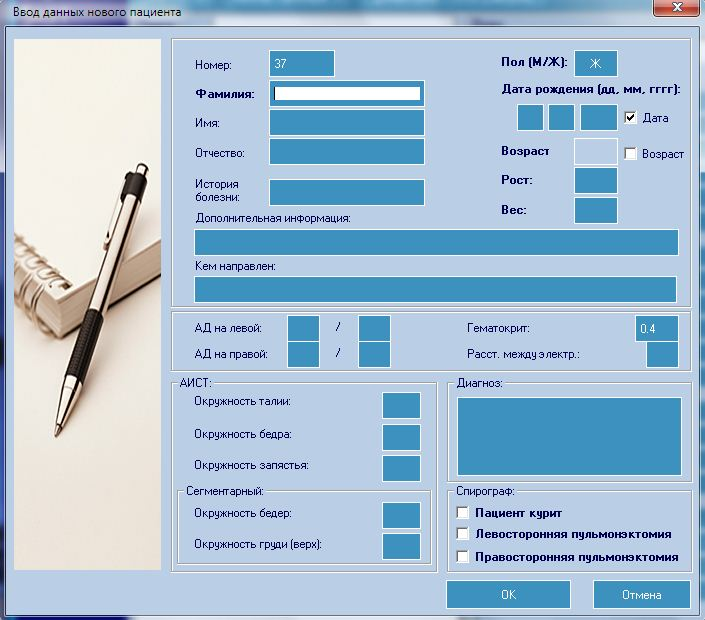 Ввод данных нового пациента
Номер: 37
Пол (М/Ж): Ж
Фамилия:
Дата рождения (дд, мм, гггг):
Имя:
Дата
Отчество:
Возраст
Возраст
История
болезни:
Рост:
Вес:
Дополнительная информация:
Кем направлен:
АД на левой: /
Гематокрит: 0.4
АД на правой: /
Расст. между электр.:
АИСТ:
Окружность талии:
Окружность бедра:
Окружность запястья:
Диагноз:
Сегментарный:
Окружность бедер:
Окружность груди (верх):
Спирограф:
Пациент курит
Левосторонняя пульмонэктомия
Правосторонняя пульмонэктомия
OK
Отмена